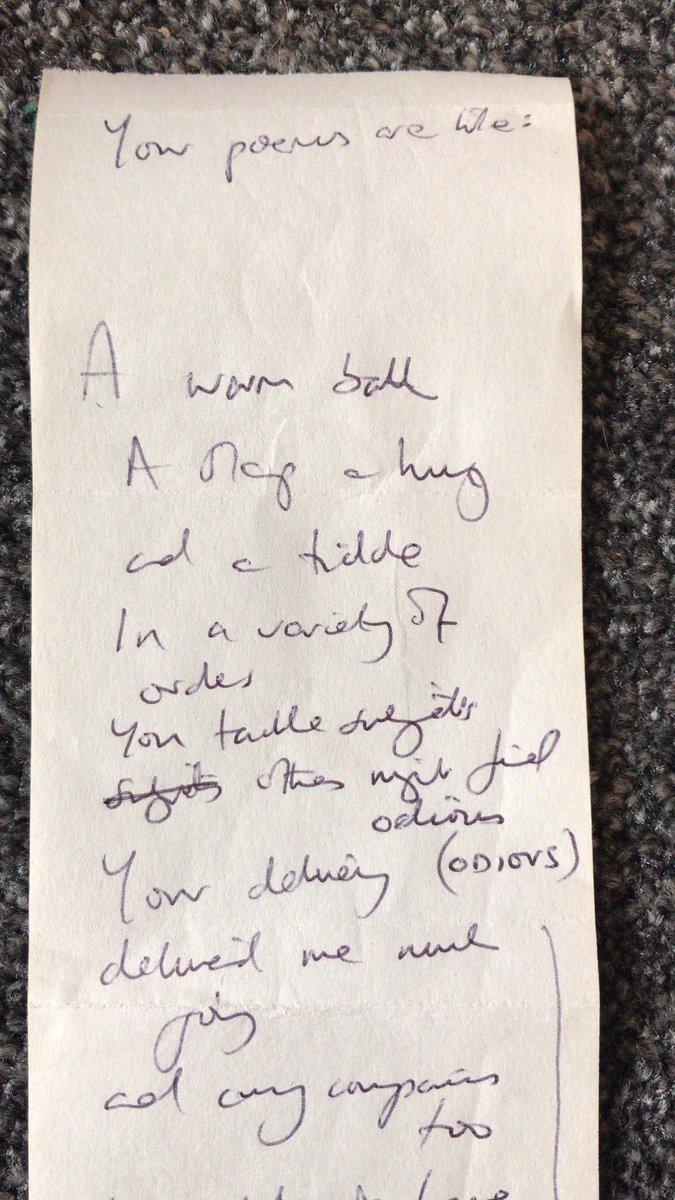 Your poems are like:
A warm bath
A slap a hug
and a tickle
In a variety of
orders
You tackle subjects
subjects others might find
odious
Your delivery (ODIOUS)
delivered me much
joy
and my companions
too